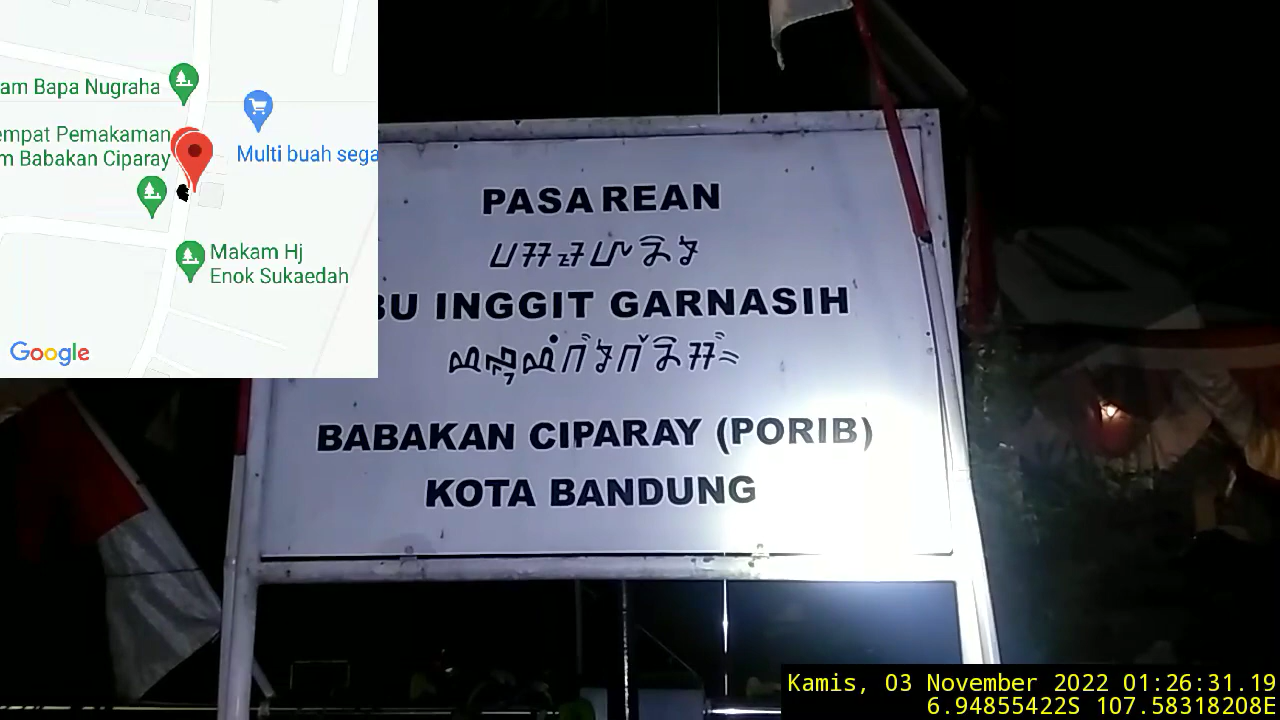 am Bapa Nugraha
empat Pemakaman
m Babakan Ciparay
Multi buah sega
Makam Hj
Enok Sukaedah
Google
PASAREAN
BU INGGIT GARNASIH
BABAKAN CIPARAY (PORIB)
KOTA BANDUNG
Kamis, 03 November 2022 01:26:31.19
6.94855422S 107.58318208E